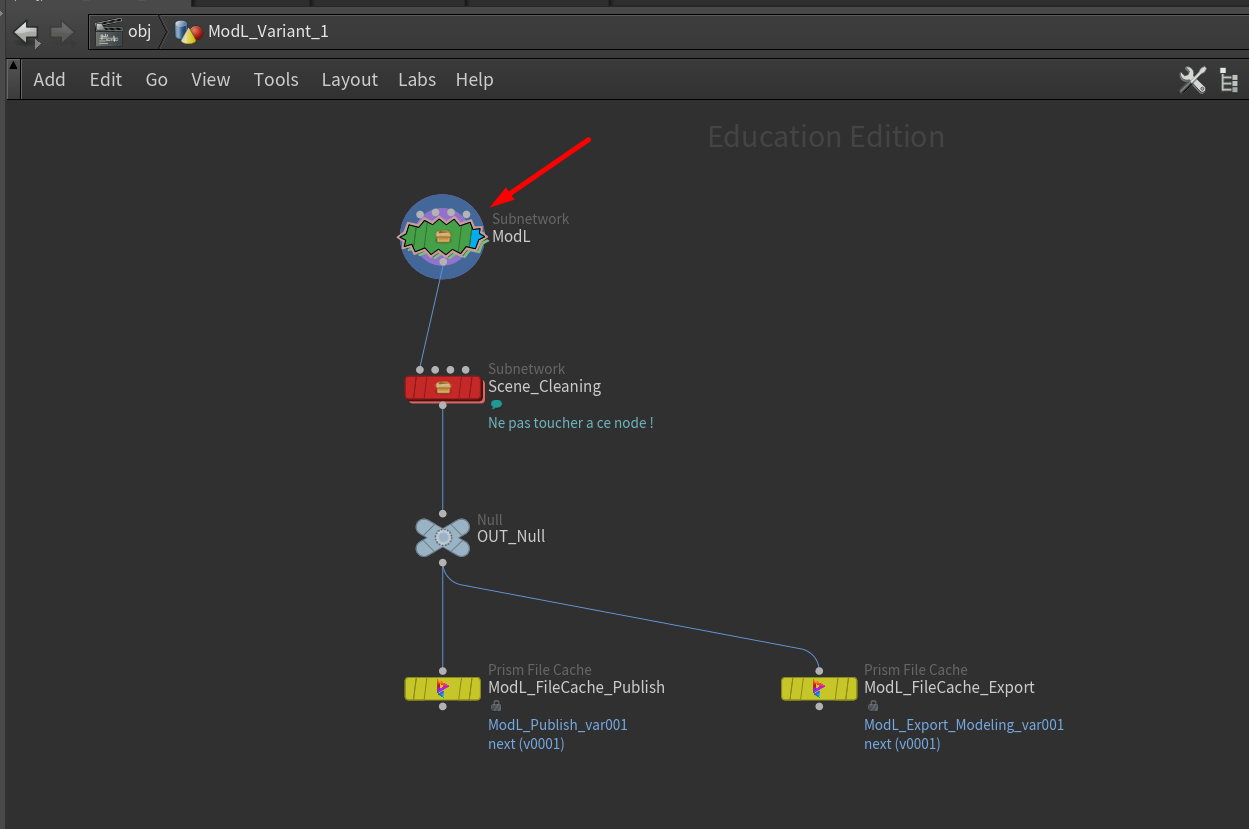 obj
ModL_Variant_1
Add Edit Go View Tools Layout Labs Help
Education Edition
Subnetwork
ModL
Subnetwork
Scene_Cleaning
Ne pas toucher a ce node !
Null
OUT_Null
Prism File Cache
ModL_FileCache_Publish
ModL_Publish_var001
next (v0001)
Prism File Cache
ModL_FileCache_Export
ModL_Export_Modeling_var001
next (v0001)